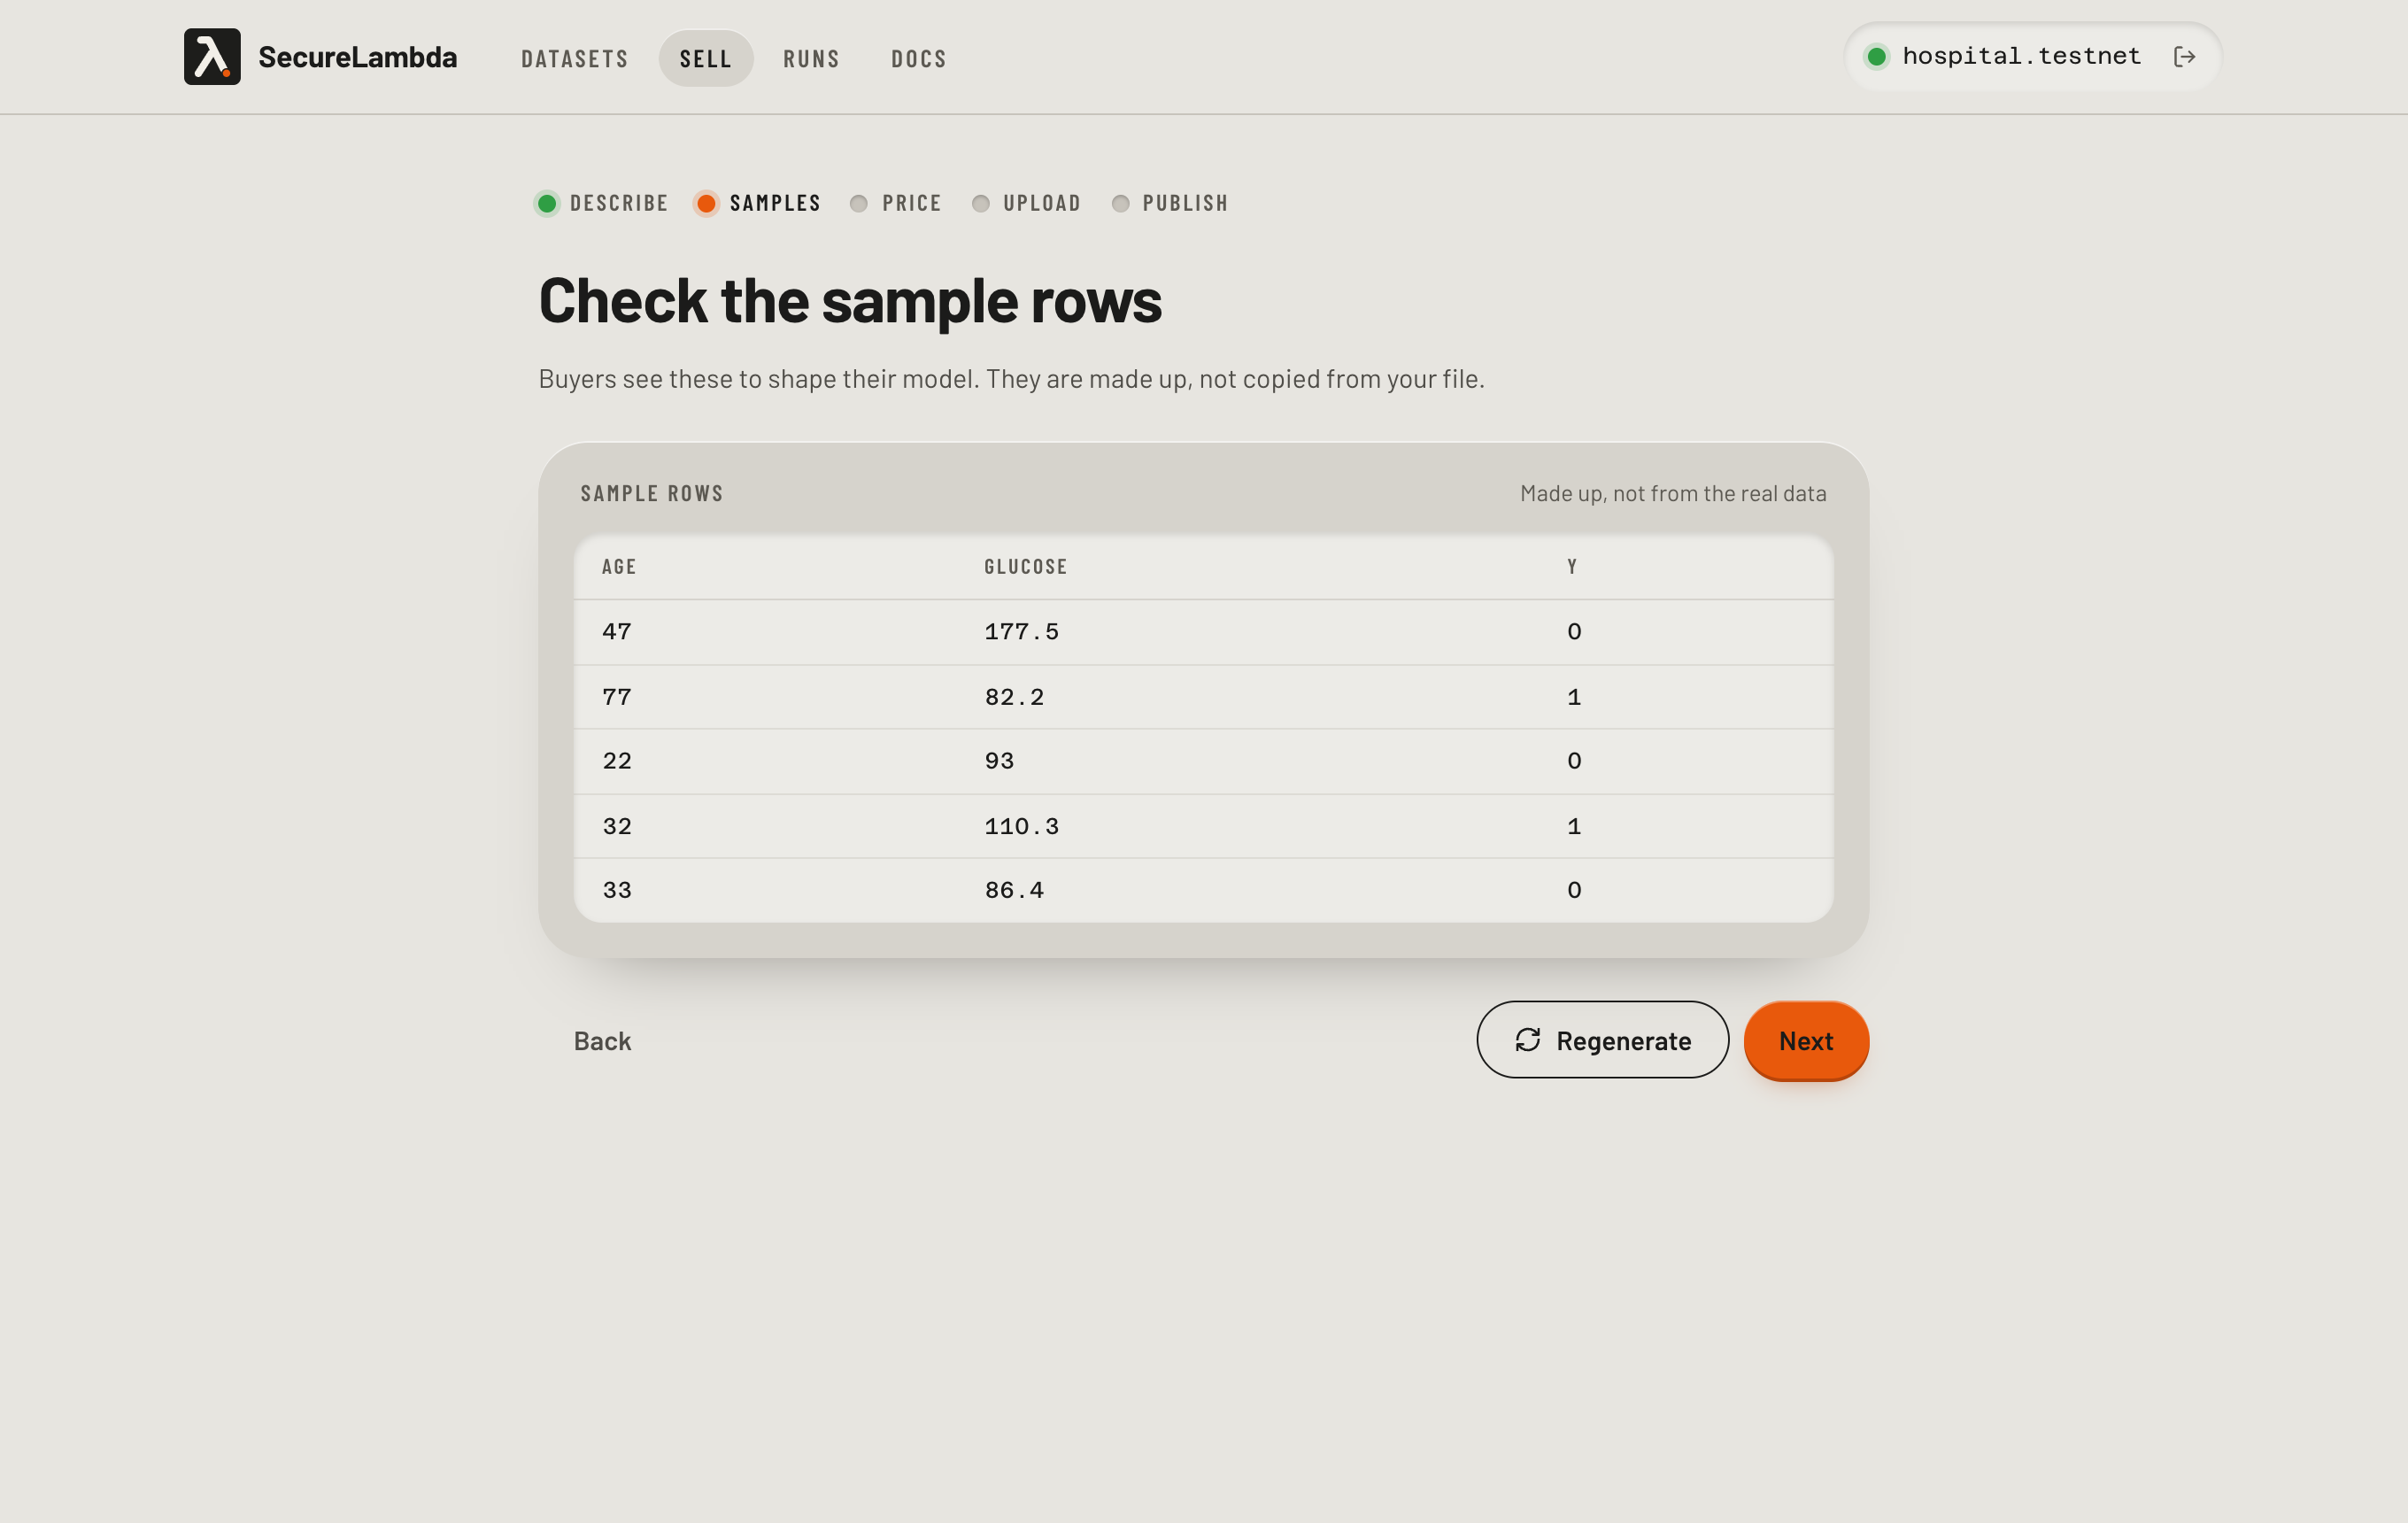 SecureLambda DATASETS SELL RUNS DOCS hospital.testnet
DESCRIBE SAMPLES PRICE UPLOAD PUBLISH
Check the sample rows
Buyers see these to shape their model. They are made up, not copied from your file.
SAMPLE ROWS Made up, not from the real data
AGE GLUCOSE Y
47 177.5 0
77 82.2 1
22 93 0
32 110.3 1
33 86.4 0
Back Regenerate Next